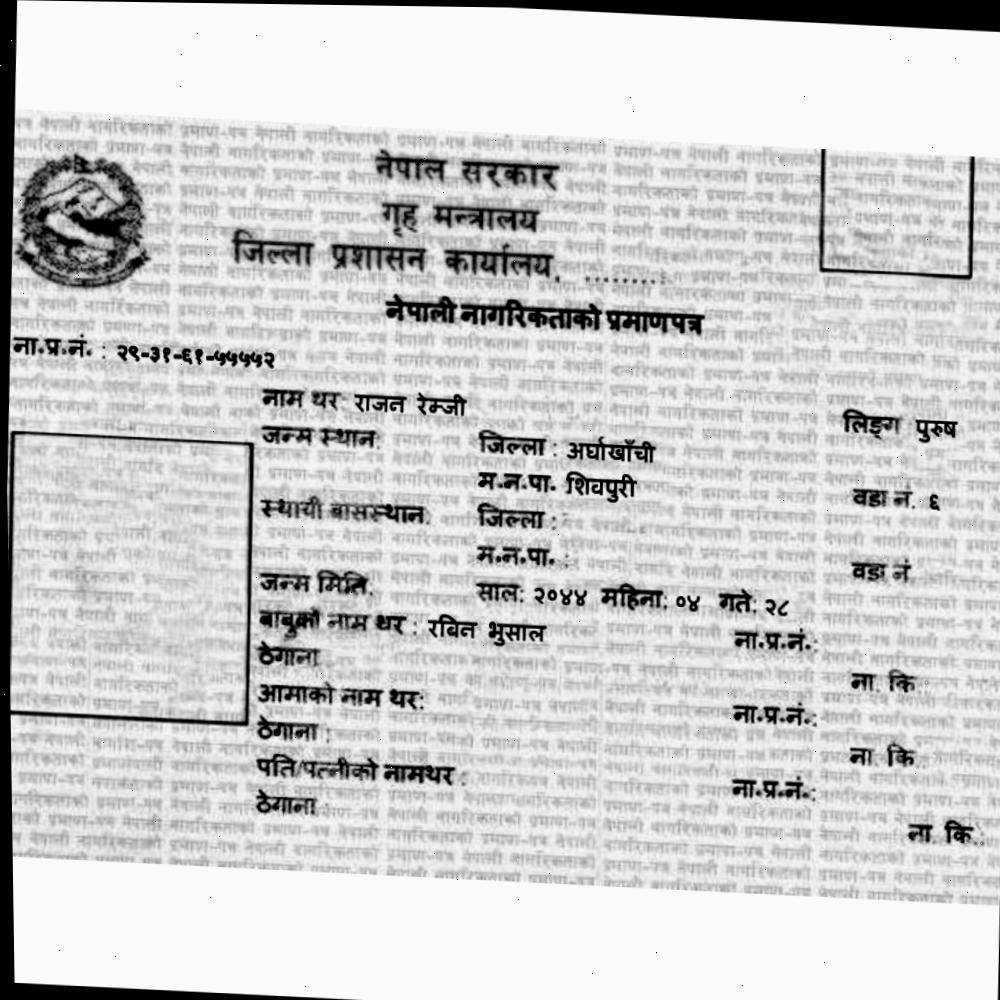 नेपाल सरकार
गृह मन्त्रालय
जिल्ला प्रशासन कार्यालय, .........
नेपाली नागरिकताको प्रमाणपत्र
ना.प्र.नं. : २९-३१-६१-५५५५२
नाम थर: राजन रेम्जी लिङ्ग पुरुष
जन्म स्थान: जिल्ला : अर्घाखाँची
म.न.पा. शिवपुरी वडा नं. ६
स्थायी बासस्थान: जिल्ला :
म.न.पा. : वडा नं.
जन्म मिति: साल: २०४४ महिना: ०४ गते: २८
बाबुको नाम थर : रबिन भुसाल ना.प्र.नं.:
ठेगाना ना. कि.:
आमाको नाम थर: ना.प्र.नं.:
ठेगाना : ना. कि.
पति/पत्नीको नामथर : ना.प्र.नं.:
ठेगाना : ना. कि.: